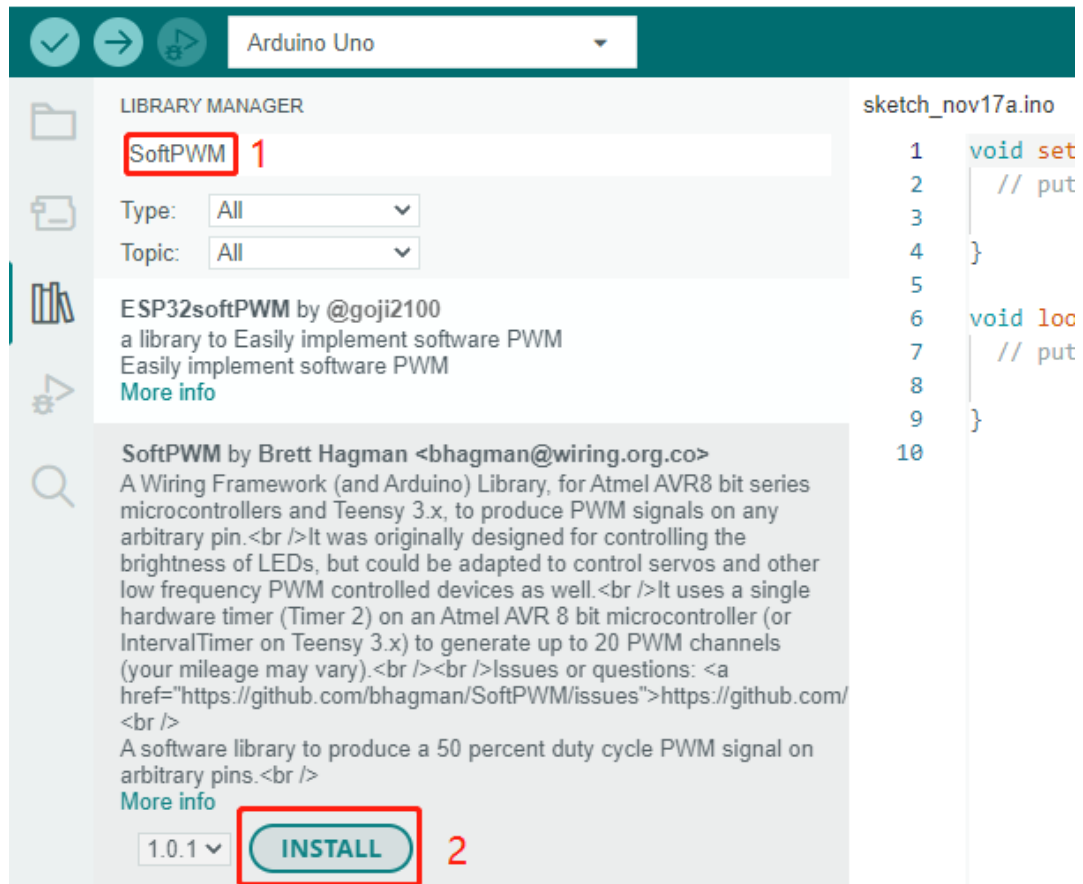 Arduino Uno
LIBRARY MANAGER
SoftPWM 1
Type: All
Topic: All
ESP32softPWM by @goji2100
a library to Easily implement software PWM
Easily implement software PWM
More info
SoftPWM by Brett Hagman <bhagman@wiring.org.co>
A Wiring Framework (and Arduino) Library, for Atmel AVR8 bit series
microcontrollers and Teensy 3.x, to produce PWM signals on any
arbitrary pin.<br />It was originally designed for controlling the
brightness of LEDs, but could be adapted to control servos and other
low frequency PWM controlled devices as well.<br />It uses a single
hardware timer (Timer 2) on an Atmel AVR 8 bit microcontroller (or
IntervalTimer on Teensy 3.x) to generate up to 20 PWM channels
(your mileage may vary).<br /><br />Issues or questions: <a
href="https://github.com/bhagman/SoftPWM/issues">https://github.com/
<br />
A software library to produce a 50 percent duty cycle PWM signal on
arbitrary pins.<br />
More info
1.0.1 INSTALL 2
sketch_nov17a.ino
1 void set
2 // put
3
4 }
5
6 void loo
7 // put
8
9 }
10